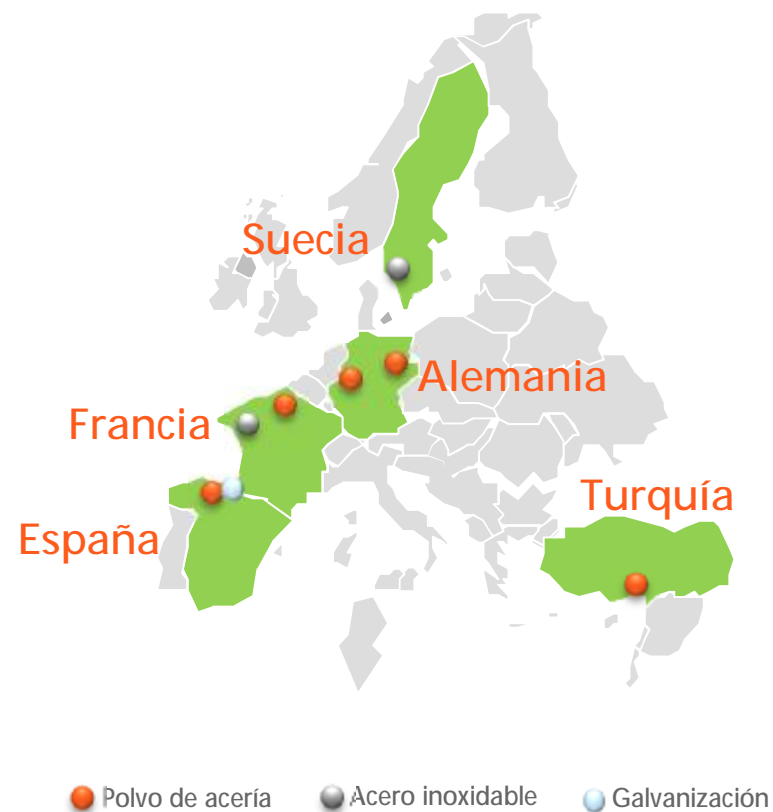 Suecia
Alemania
Francia
Turquía
España
Polvo de acería
Acero inoxidable
Galvanización